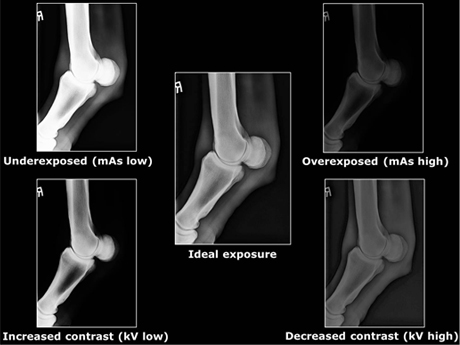 Underexposed (mAs low)
Overexposed (mAs high)
Ideal exposure
Increased contrast (kV low)
Decreased contrast (kV high)